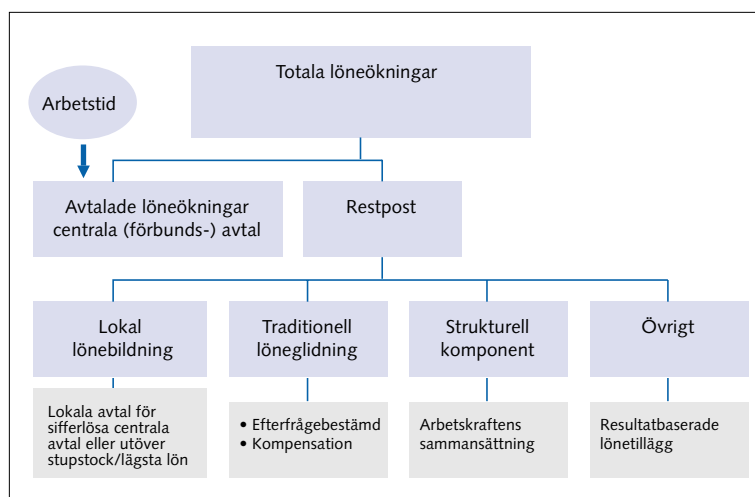 Totala löneökningar
Arbetstid
Avtalade löneökningar
centrala (förbunds-) avtal
Restpost
Lokal
lönebildning
Traditionell
löneglidning
Strukturell
komponent
Övrigt
Lokala avtal för
sifferlösa centrala
avtal eller utöver
stupstock/lägsta lön
• Efterfrågebestämd
• Kompensation
Arbetskraftens
sammansättning
Resultatbaserade
lönetillägg